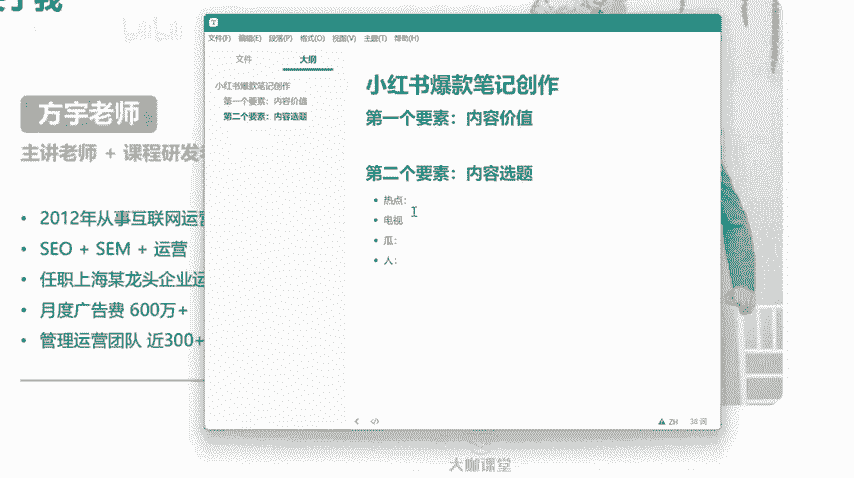 于我
bilibili
方宇老师
主讲老师 + 课程研发
• 2012年从事互联网运营
• SEO + SEM + 运营
• 任职上海某龙头企业运
• 月度广告费 600万+
• 管理运营团队 近300+
文件(F) 编辑(E) 段落(P) 格式(O) 视图(V) 主题(T) 帮助(H)
文件 大纲
小红书爆款笔记创作
第一个要素：内容价值
第二个要素：内容选题
小红书爆款笔记创作
第一个要素：内容价值
第二个要素：内容选题
• 热点：
• 电视
• 瓜：
• 人：
ZH 38 词
大咖课堂